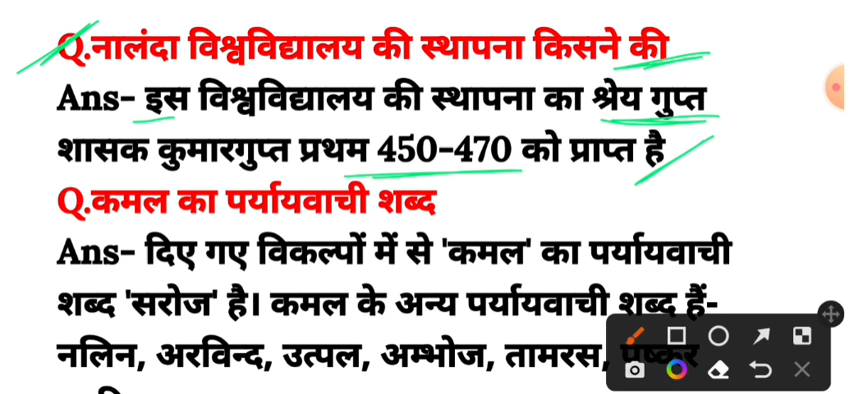 Q.नालंदा विश्वविद्यालय की स्थापना किसने की
Ans- इस विश्वविद्यालय की स्थापना का श्रेय गुप्त
शासक कुमारगुप्त प्रथम 450-470 को प्राप्त है
Q.कमल का पर्यायवाची शब्द
Ans- दिए गए विकल्पों में से 'कमल' का पर्यायवाची
शब्द 'सरोज' है। कमल के अन्य पर्यायवाची शब्द हैं-
नलिन, अरविन्द, उत्पल, अम्भोज, तामरस, पुष्कर